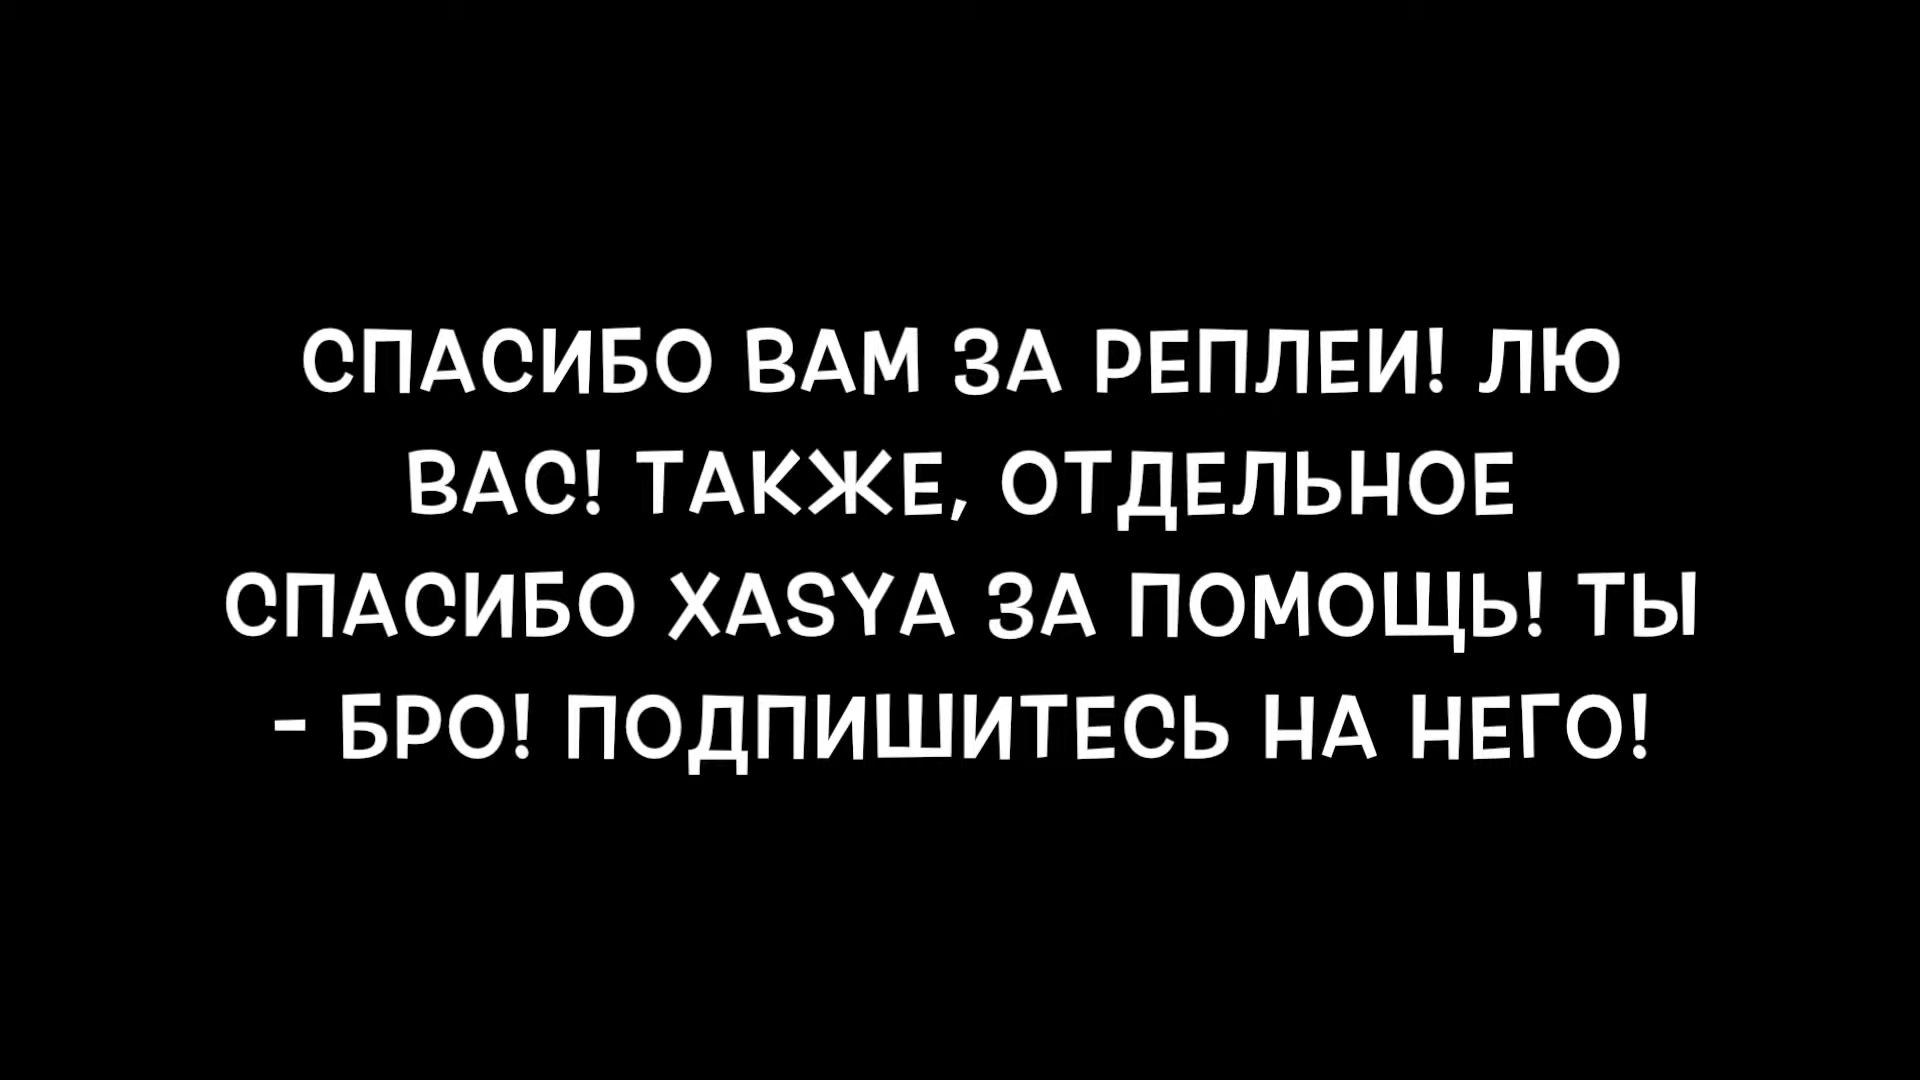 СПАСИБО ВАМ ЗА РЕПЛЕИ! ЛЮ
ВАС! ТАКЖЕ, ОТДЕЛЬНОЕ
СПАСИБО XASYA ЗА ПОМОЩЬ! ТЫ
- БРО! ПОДПИШИТЕСЬ НА НЕГО!